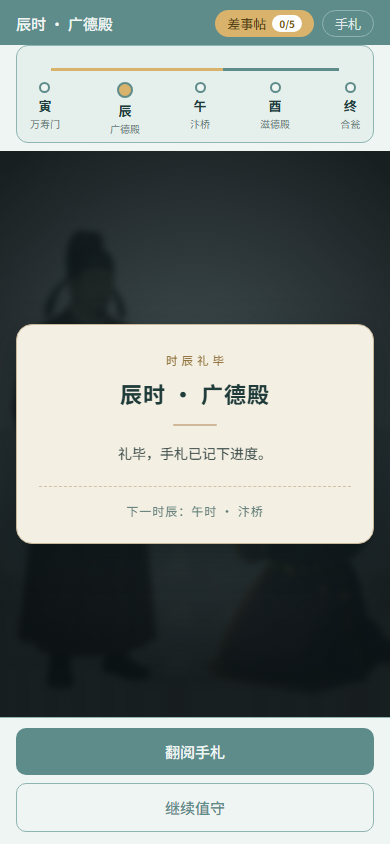 辰时 · 广德殿
差事帖 0/5
手札
寅 辰 午 酉 终
万寿门 广德殿 汴桥 滋德殿 合瓮
时辰礼毕
辰时 · 广德殿
礼毕，手札已记下进度。
下一时辰：午时 · 汴桥
翻阅手札
继续值守